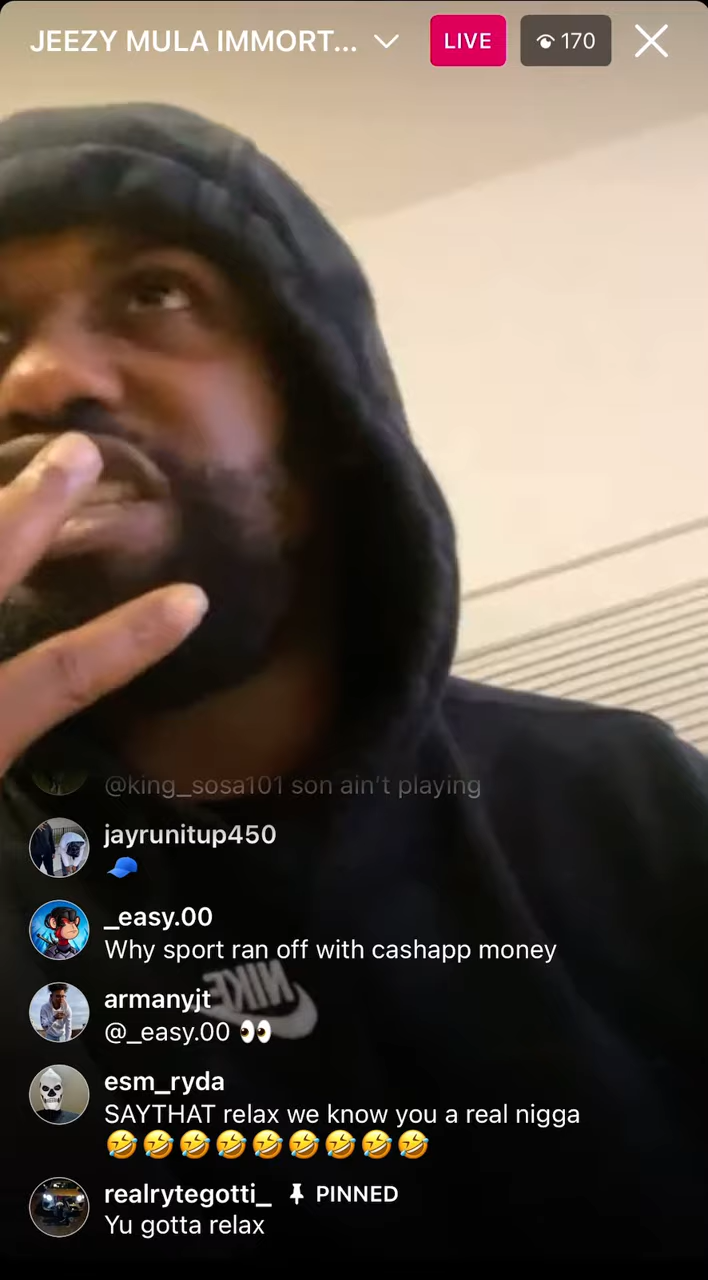 JEEZY MULA IMMORT...
LIVE
170
@king_sosa101 son ain't playing
jayrunitup450
🧢
_easy.00
Why sport ran off with cashapp money
NIKE
armanyjt
@_easy.00 👀
esm_ryda
SAYTHAT relax we know you a real nigga
🤣🤣🤣🤣🤣🤣🤣🤣🤣
realrytegotti_ 📌 PINNED
Yu gotta relax